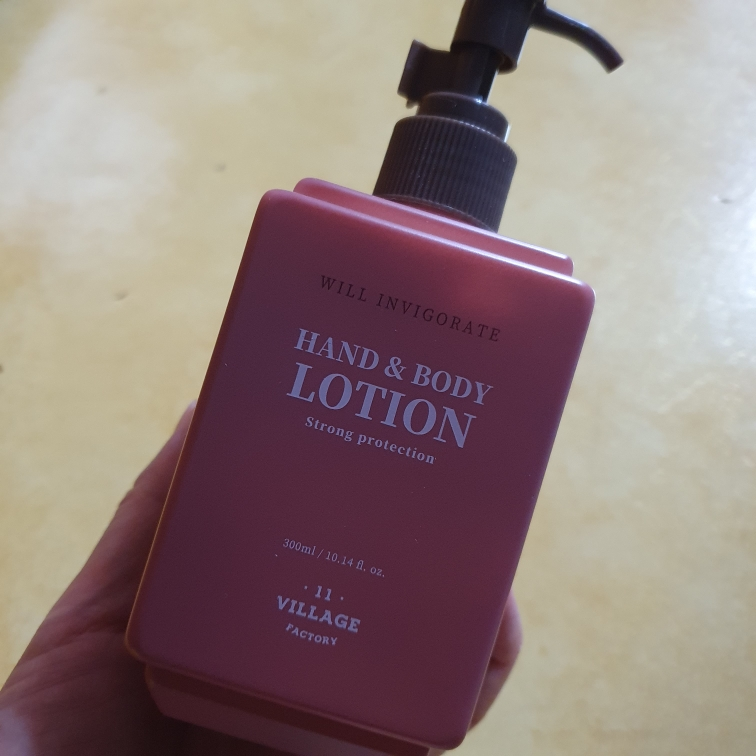 WILL INVIGORATE
HAND & BODY
LOTION
Strong protection
300ml / 10.14 fl. oz.
· 11 ·
VILLAGE
FACTORY